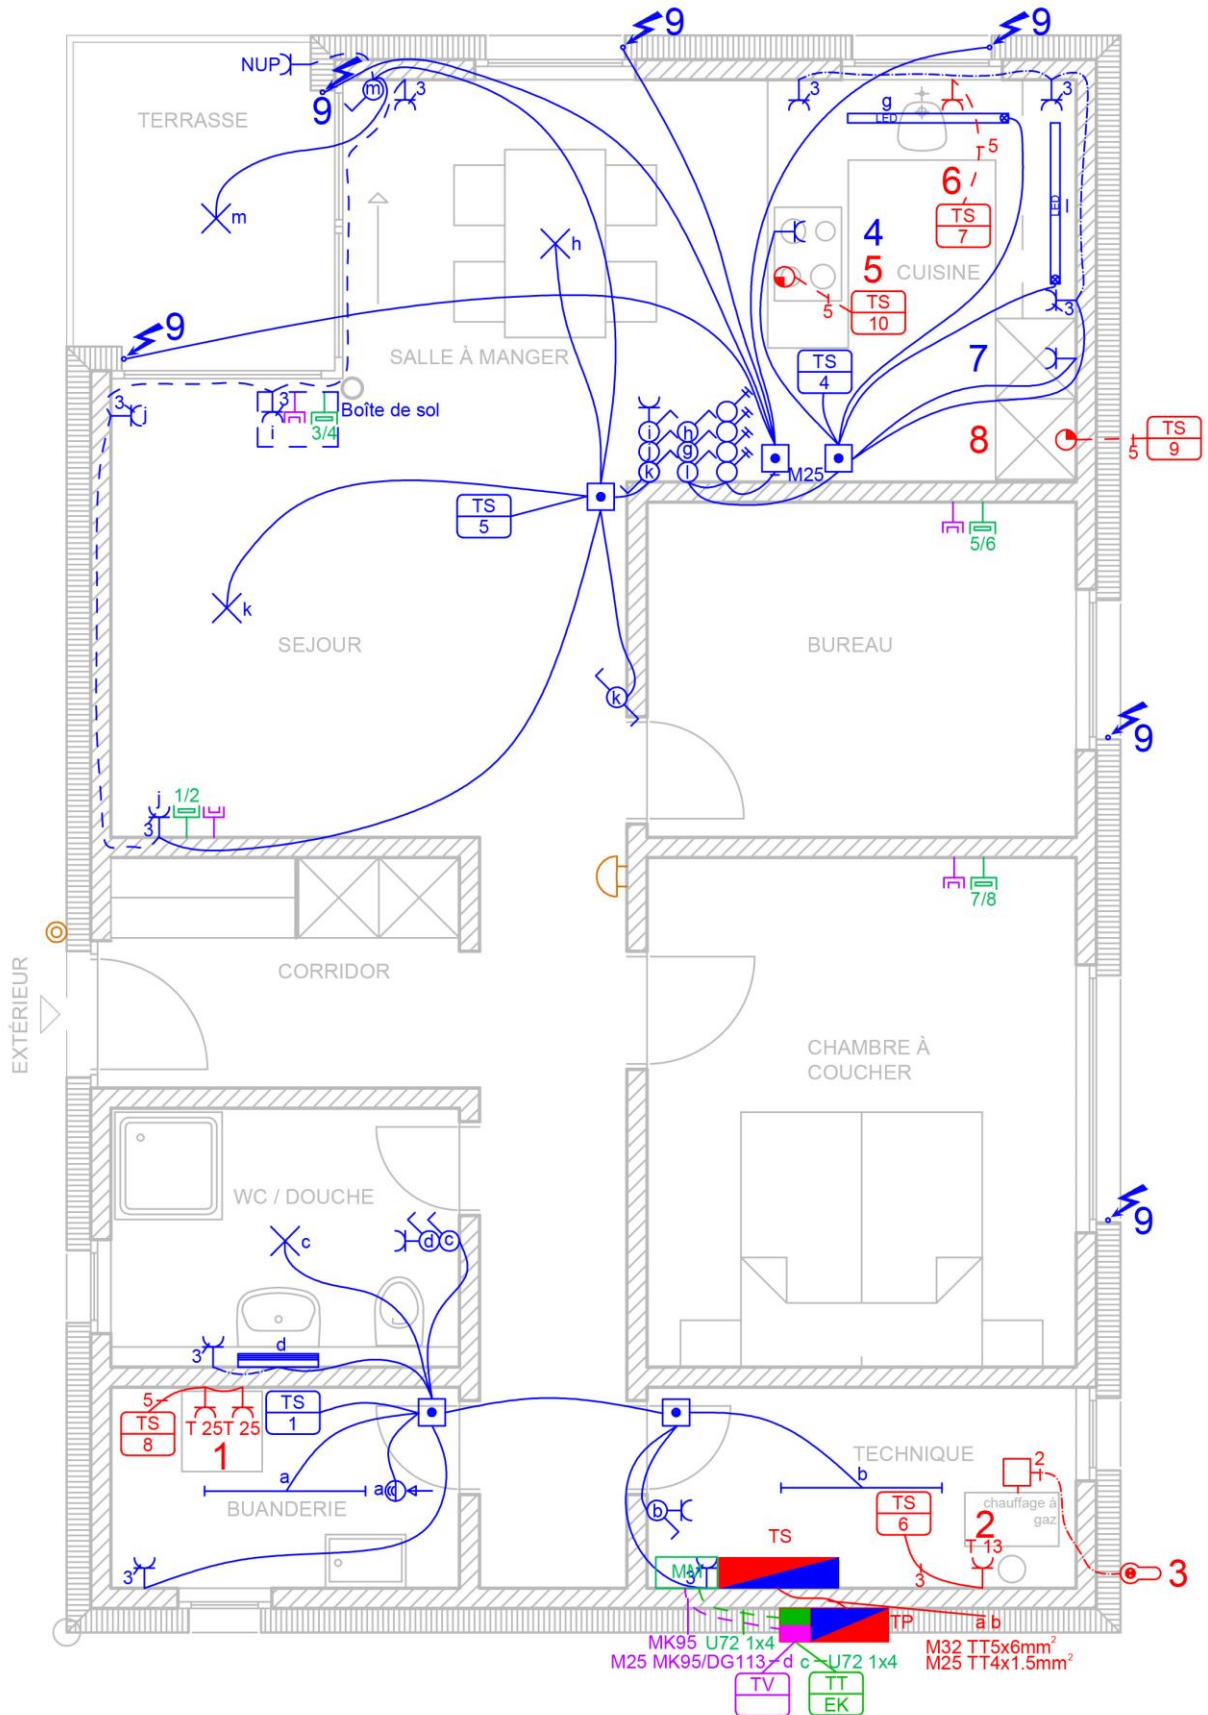 9
9
NUP
m
3
3
3
g
LED
TERRASSE
9
5
6
LED
l
m
h
TS
7
4
5
CUISINE
TS
10
5
3
9
SALLE À MANGER
TS
4
7
3
j
3
i
3/4
Boîte de sol
i
h
j
g
k
l
M25
8
5
TS
9
TS
5
5/6
k
SEJOUR
BUREAU
k
9
j
1/2
3
7/8
EXTÉRIEUR
CORRIDOR
CHAMBRE À
COUCHER
WC / DOUCHE
c
d
c
9
3
d
5
TS
8
T 25
T 25
1
TS
1
a
a
BUANDERIE
3
TECHNIQUE
b
b
2
chauffage à
gaz
TS
6
2
T 13
TS
MM
3
3
3
TP
a b
MK95
U72 1x4
M25 MK95/DG113
d
c
U72 1x4
M32 TT5x6mm²
M25 TT4x1.5mm²
TV
TT
EK